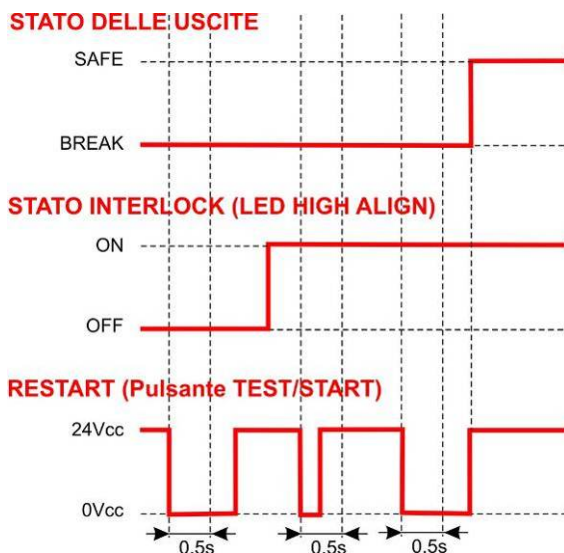 STATO DELLE USCITE
SAFE
BREAK
STATO INTERLOCK (LED HIGH ALIGN)
ON
OFF
RESTART (Pulsante TEST/START)
24Vcc
0Vcc
0.5s 0.5s 0.5s